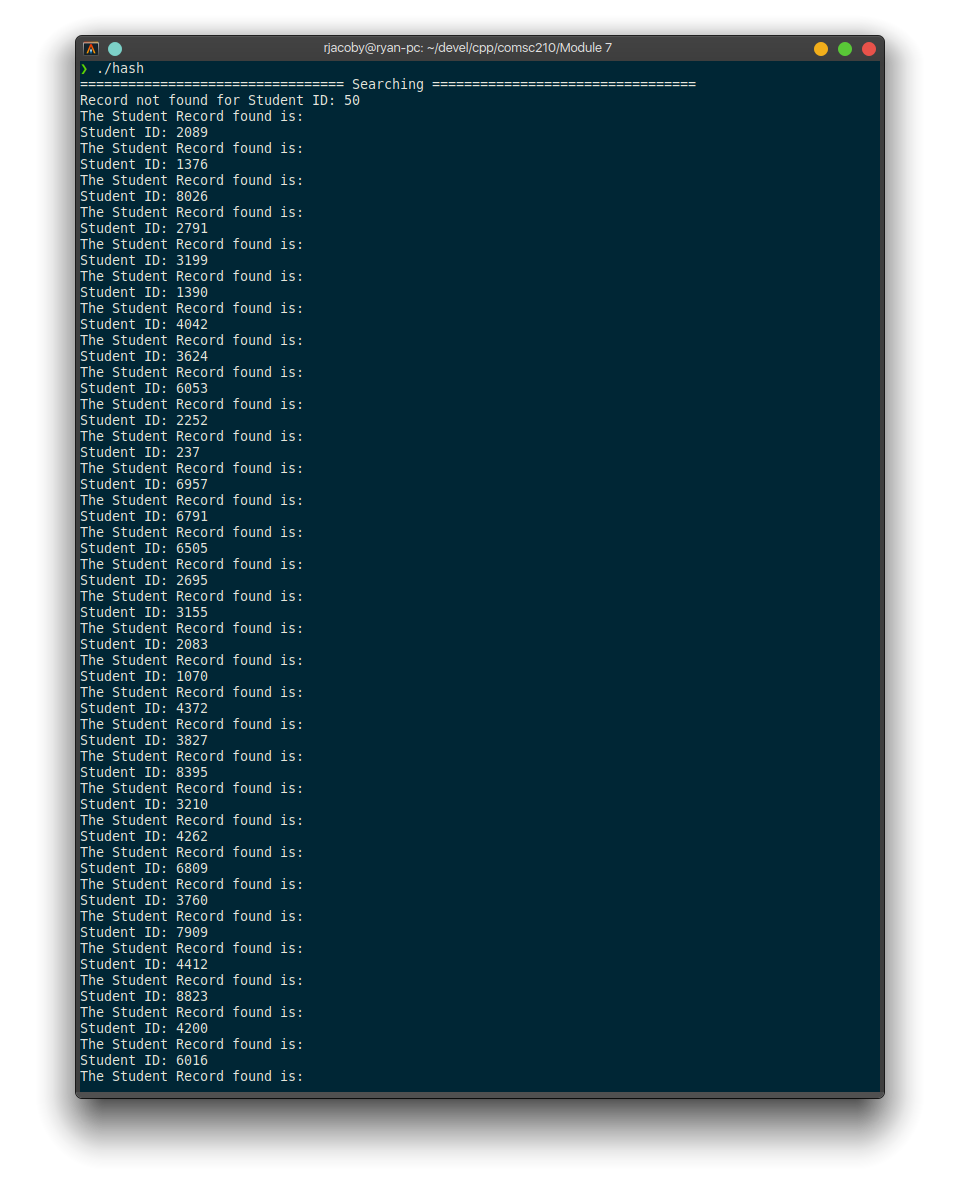 rjacoby@ryan-pc: ~/devel/cpp/comsc210/Module 7
❯ ./hash
================================= Searching =================================
Record not found for Student ID: 50
The Student Record found is:
Student ID: 2089
The Student Record found is:
Student ID: 1376
The Student Record found is:
Student ID: 8026
The Student Record found is:
Student ID: 2791
The Student Record found is:
Student ID: 3199
The Student Record found is:
Student ID: 1390
The Student Record found is:
Student ID: 4042
The Student Record found is:
Student ID: 3624
The Student Record found is:
Student ID: 6053
The Student Record found is:
Student ID: 2252
The Student Record found is:
Student ID: 237
The Student Record found is:
Student ID: 6957
The Student Record found is:
Student ID: 6791
The Student Record found is:
Student ID: 6505
The Student Record found is:
Student ID: 2695
The Student Record found is:
Student ID: 3155
The Student Record found is:
Student ID: 2083
The Student Record found is:
Student ID: 1070
The Student Record found is:
Student ID: 4372
The Student Record found is:
Student ID: 3827
The Student Record found is:
Student ID: 8395
The Student Record found is:
Student ID: 3210
The Student Record found is:
Student ID: 4262
The Student Record found is:
Student ID: 6809
The Student Record found is:
Student ID: 3760
The Student Record found is:
Student ID: 7909
The Student Record found is:
Student ID: 4412
The Student Record found is:
Student ID: 8823
The Student Record found is:
Student ID: 4200
The Student Record found is:
Student ID: 6016
The Student Record found is: